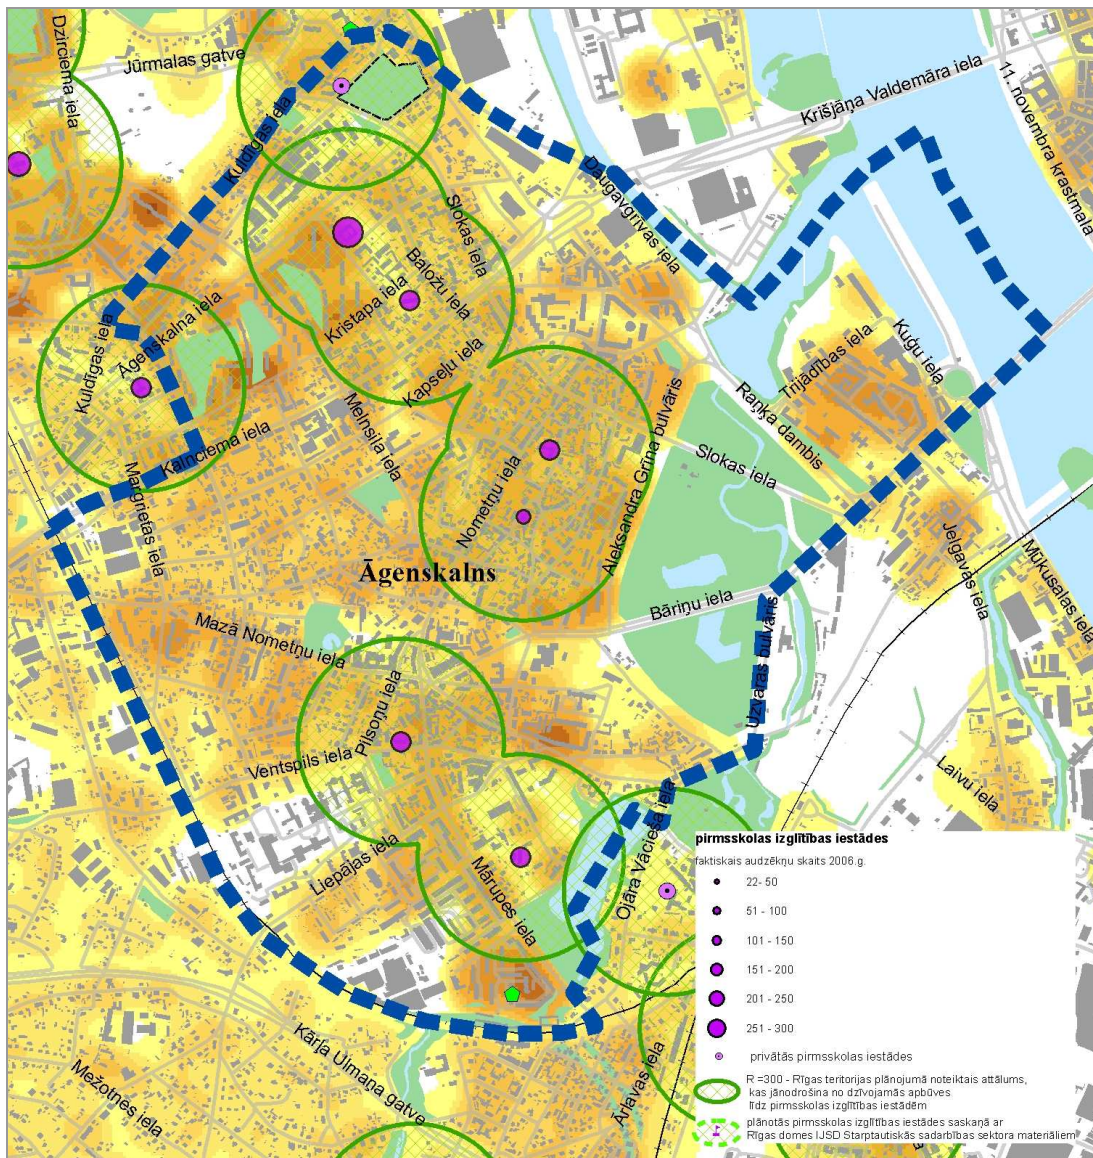 Dzirciema iela
Jūrmalas gatve
Kuldīgas iela
Krišjāņa Valdemāra iela
11. novembra krastmala
Daugavgrīvas iela
Slokas iela
Baložu iela
Kristapa iela
Āgenskalna iela
Kuldīgas iela
Kapseļu iela
Melnsila iela
Kalnciema iela
Margrietas iela
Trijādības iela
Kuģu iela
Raņķa dambis
Slokas iela
Aleksandra Grīna bulvāris
Nometņu iela
Āgenskalns
Bāriņu iela
Uzvaras bulvāris
Jelgavas iela
Mūkusalas iela
Mazā Nometņu iela
Pilsoņu iela
Ventspils iela
Liepājas iela
Mārupes iela
Ojāra Vācieša iela
Laivu iela
Kārļa Ulmaņa gatve
Mežotnes iela
Ārlavas iela
pirmsskolas izglītības iestādes
faktiskais audzēkņu skaits 2006.g.
22- 50
51 - 100
101 - 150
151 - 200
201 - 250
251 - 300
privātās pirmsskolas iestādes
R =300 - Rīgas teritorijas plānojumā noteiktais attālums,
kas jānodrošina no dzīvojamās apbūves
līdz pirmsskolas izglītības iestādēm
plānotās pirmsskolas izglītības iestādes saskaņā ar
Rīgas domes IJSD Starptautiskās sadarbības sektora materiāliem